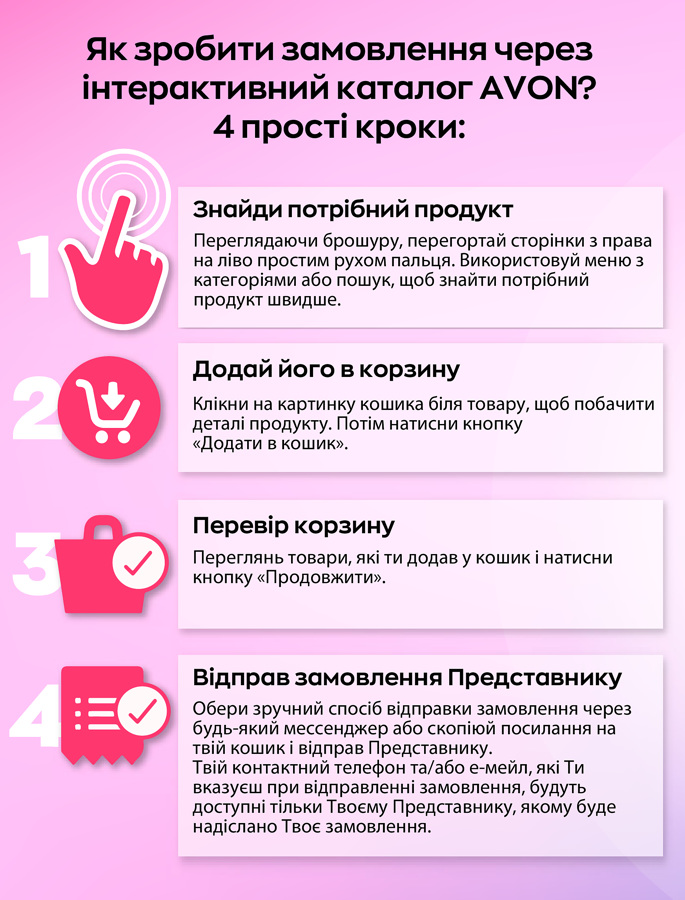 Як зробити замовлення через
інтерактивний каталог AVON?
4 прості кроки:
1
Знайди потрібний продукт
Переглядаючи брошуру, перегортай сторінки з права
на ліво простим рухом пальця. Використовуй меню з
категоріями або пошук, щоб знайти потрібний
продукт швидше.
2
Додай його в корзину
Клікни на картинку кошика біля товару, щоб побачити
деталі продукту. Потім натисни кнопку
«Додати в кошик».
3
Перевір корзину
Переглянь товари, які ти додав у кошик і натисни
кнопку «Продовжити».
4
Відправ замовлення Представнику
Обери зручний спосіб відправки замовлення через
будь-який мессенджер або скопіюй посилання на
твій кошик і відправ Представнику.
Твій контактний телефон та/або е-мейл, які Ти
вказуєш при відправленні замовлення, будуть
доступні тільки Твоєму Представнику, якому буде
надіслано Твоє замовлення.